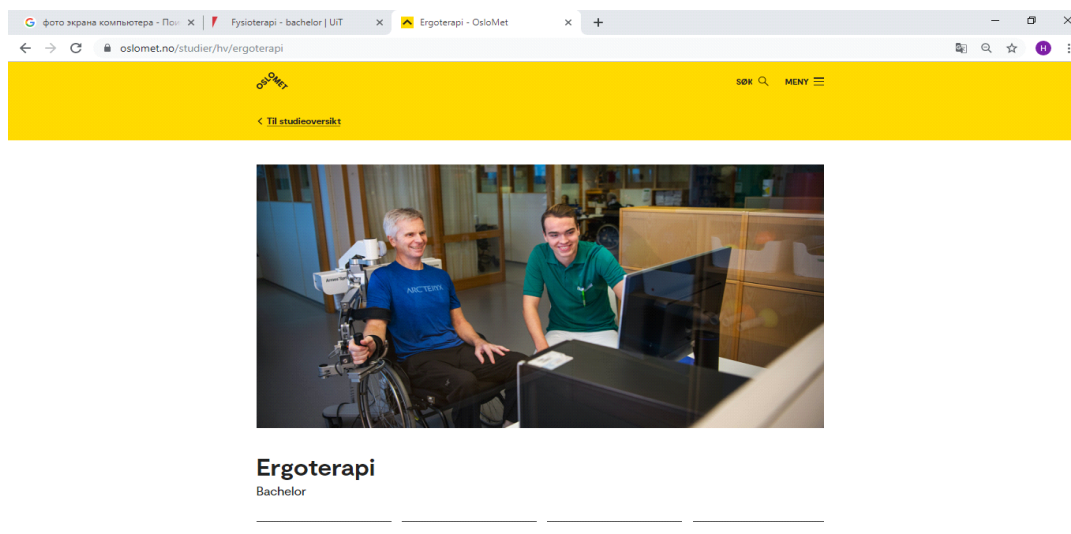 фото экрана компьютера - Пои
Fysioterapi - bachelor | UiT
Ergoterapi - OsloMet
oslomet.no/studier/hv/ergoterapi
H
OSLOMET
SØK
MENY
Til studieoversikt
ARC'TERYX
Ergoterapi
Bachelor